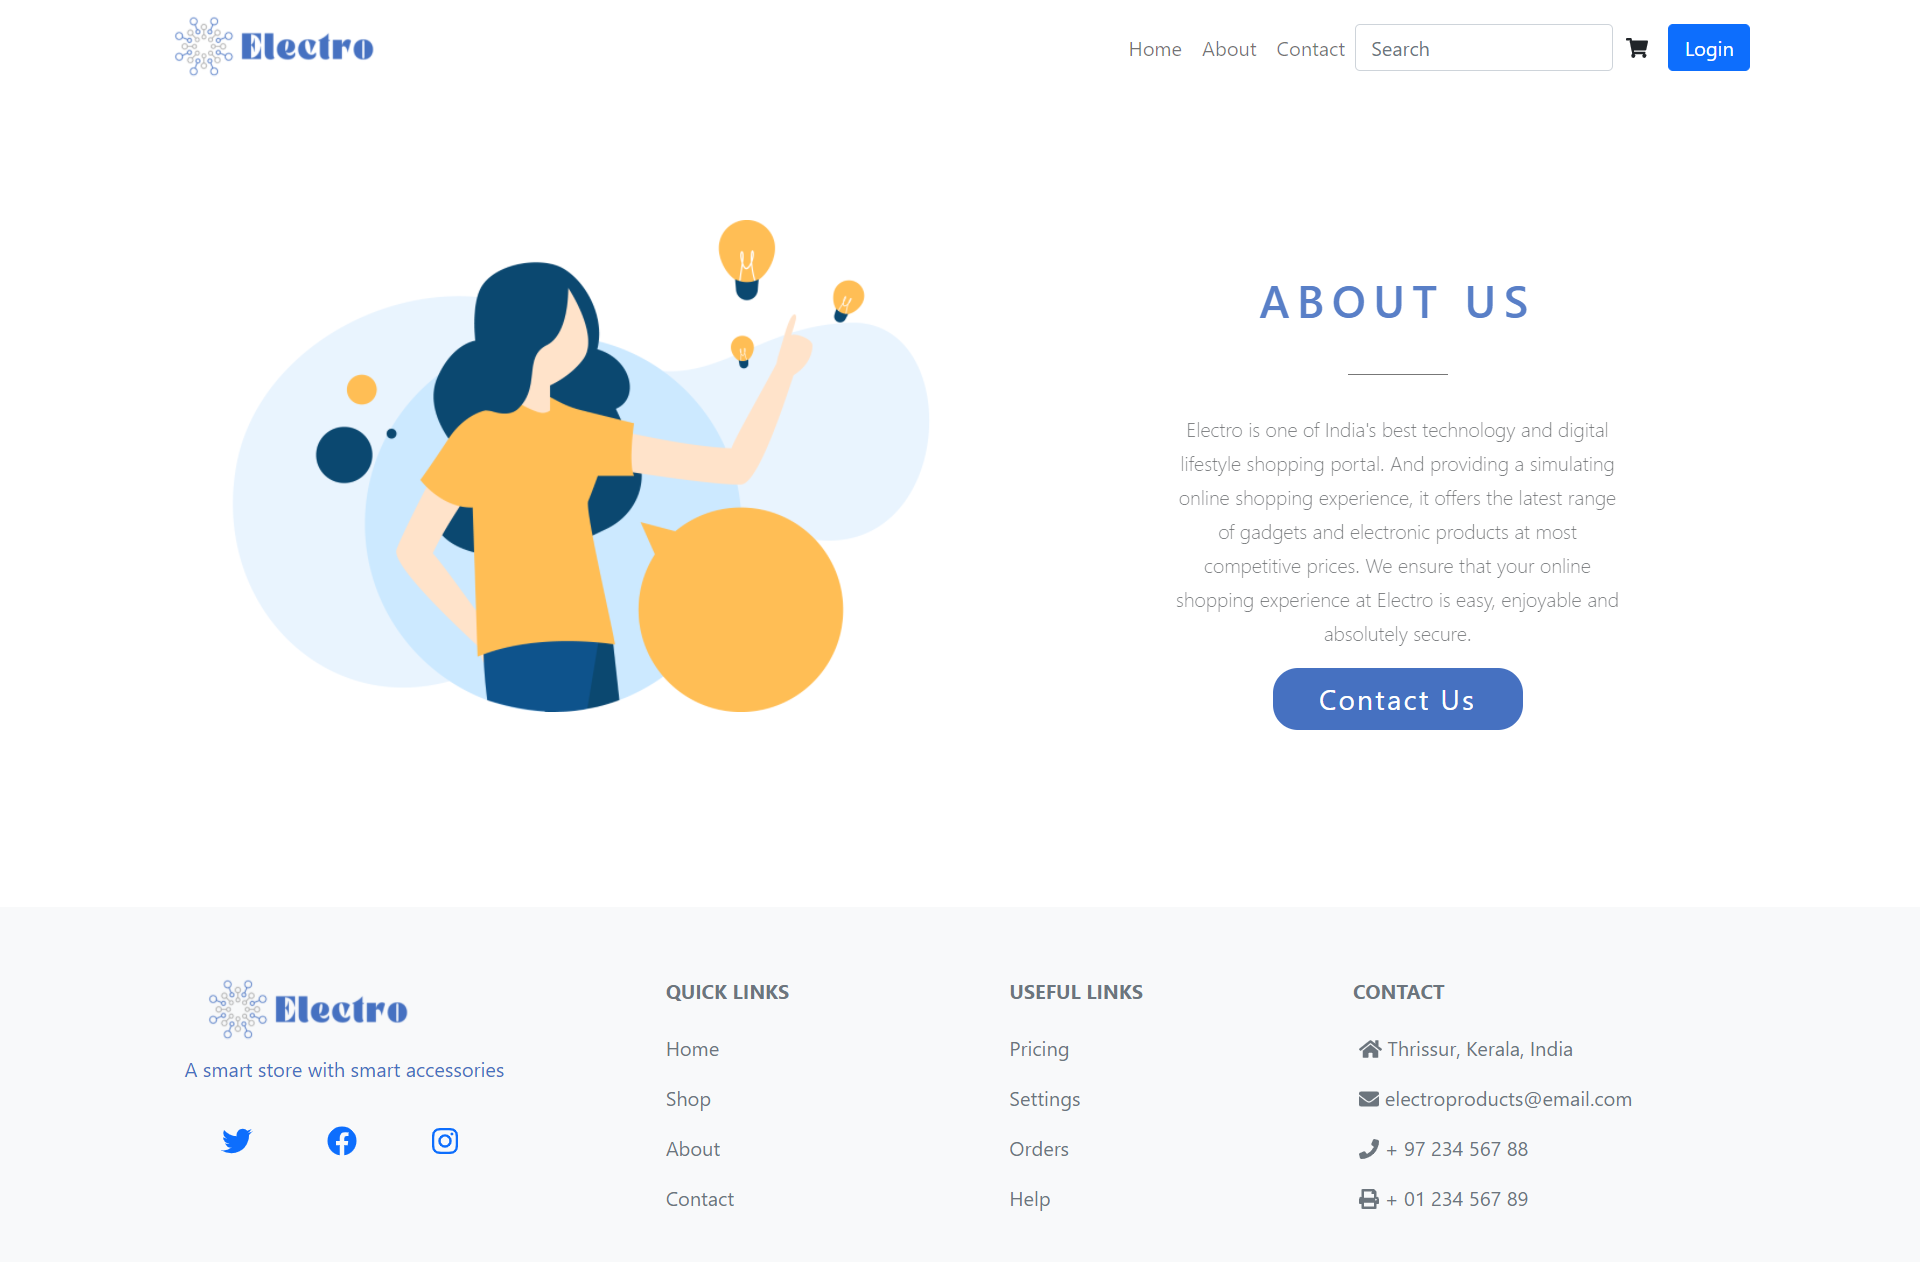 Electro
Home About Contact Search Login
ABOUT US
Electro is one of India's best technology and digital
lifestyle shopping portal. And providing a simulating
online shopping experience, it offers the latest range
of gadgets and electronic products at most
competitive prices. We ensure that your online
shopping experience at Electro is easy, enjoyable and
absolutely secure.
Contact Us
Electro
A smart store with smart accessories
QUICK LINKS
Home
Shop
About
Contact
USEFUL LINKS
Pricing
Settings
Orders
Help
CONTACT
Thrissur, Kerala, India
electroproducts@email.com
+ 97 234 567 88
+ 01 234 567 89